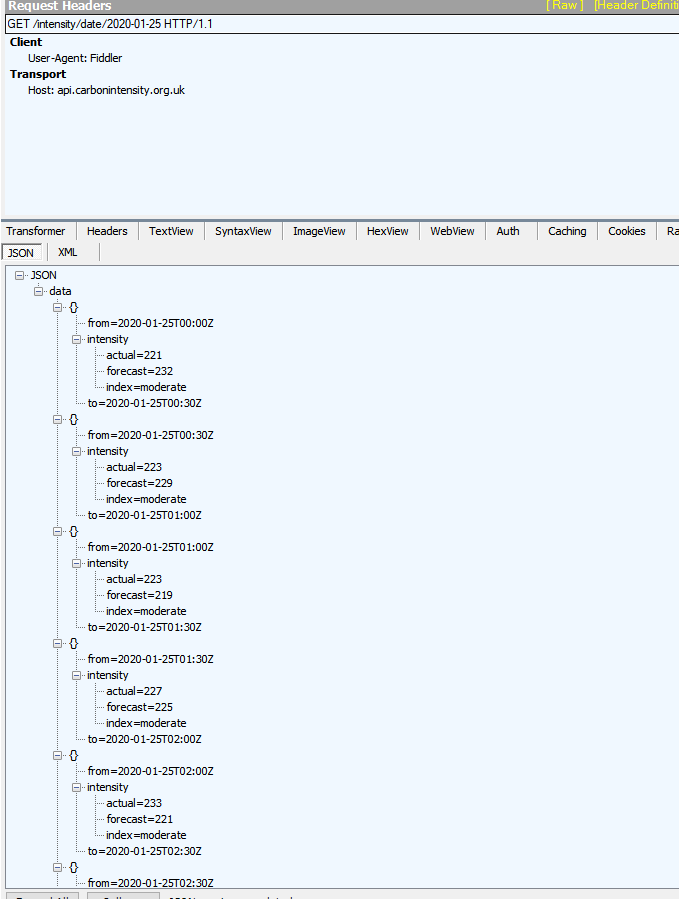 Request Headers [ Raw ] [Header Definiti
GET /intensity/date/2020-01-25 HTTP/1.1
Client
User-Agent: Fiddler
Transport
Host: api.carbonintensity.org.uk
Transformer Headers TextView SyntaxView ImageView HexView WebView Auth Caching Cookies Ra
JSON XML
JSON
data
{}
from=2020-01-25T00:00Z
intensity
actual=221
forecast=232
index=moderate
to=2020-01-25T00:30Z
{}
from=2020-01-25T00:30Z
intensity
actual=223
forecast=229
index=moderate
to=2020-01-25T01:00Z
{}
from=2020-01-25T01:00Z
intensity
actual=223
forecast=219
index=moderate
to=2020-01-25T01:30Z
{}
from=2020-01-25T01:30Z
intensity
actual=227
forecast=225
index=moderate
to=2020-01-25T02:00Z
{}
from=2020-01-25T02:00Z
intensity
actual=233
forecast=221
index=moderate
to=2020-01-25T02:30Z
{}
from=2020-01-25T02:30Z